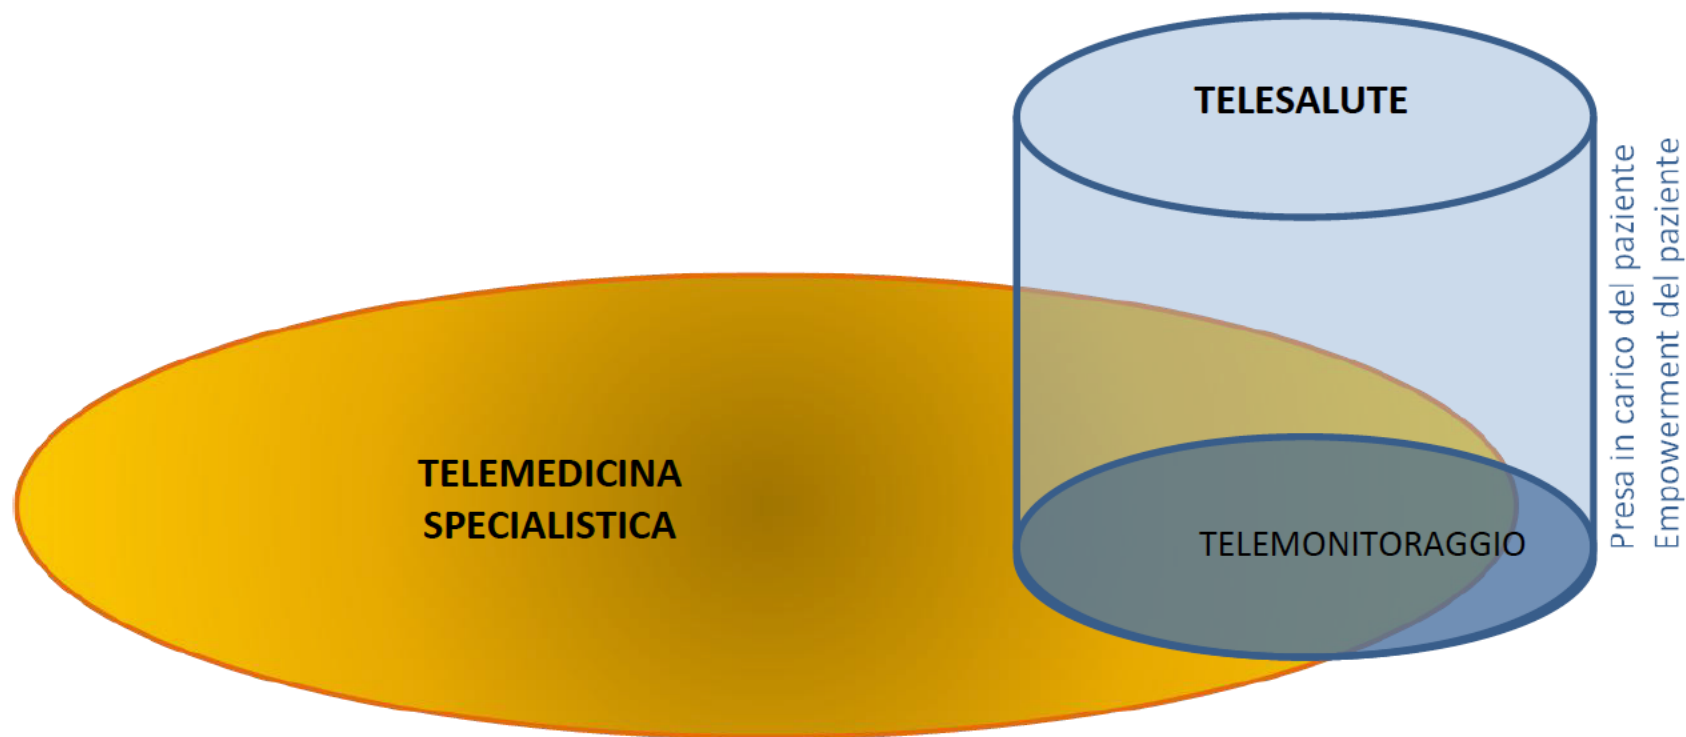 TELESALUTE
TELEMEDICINA
SPECIALISTICA
TELEMONITORAGGIO
Presa in carico del paziente
Empowerment del paziente